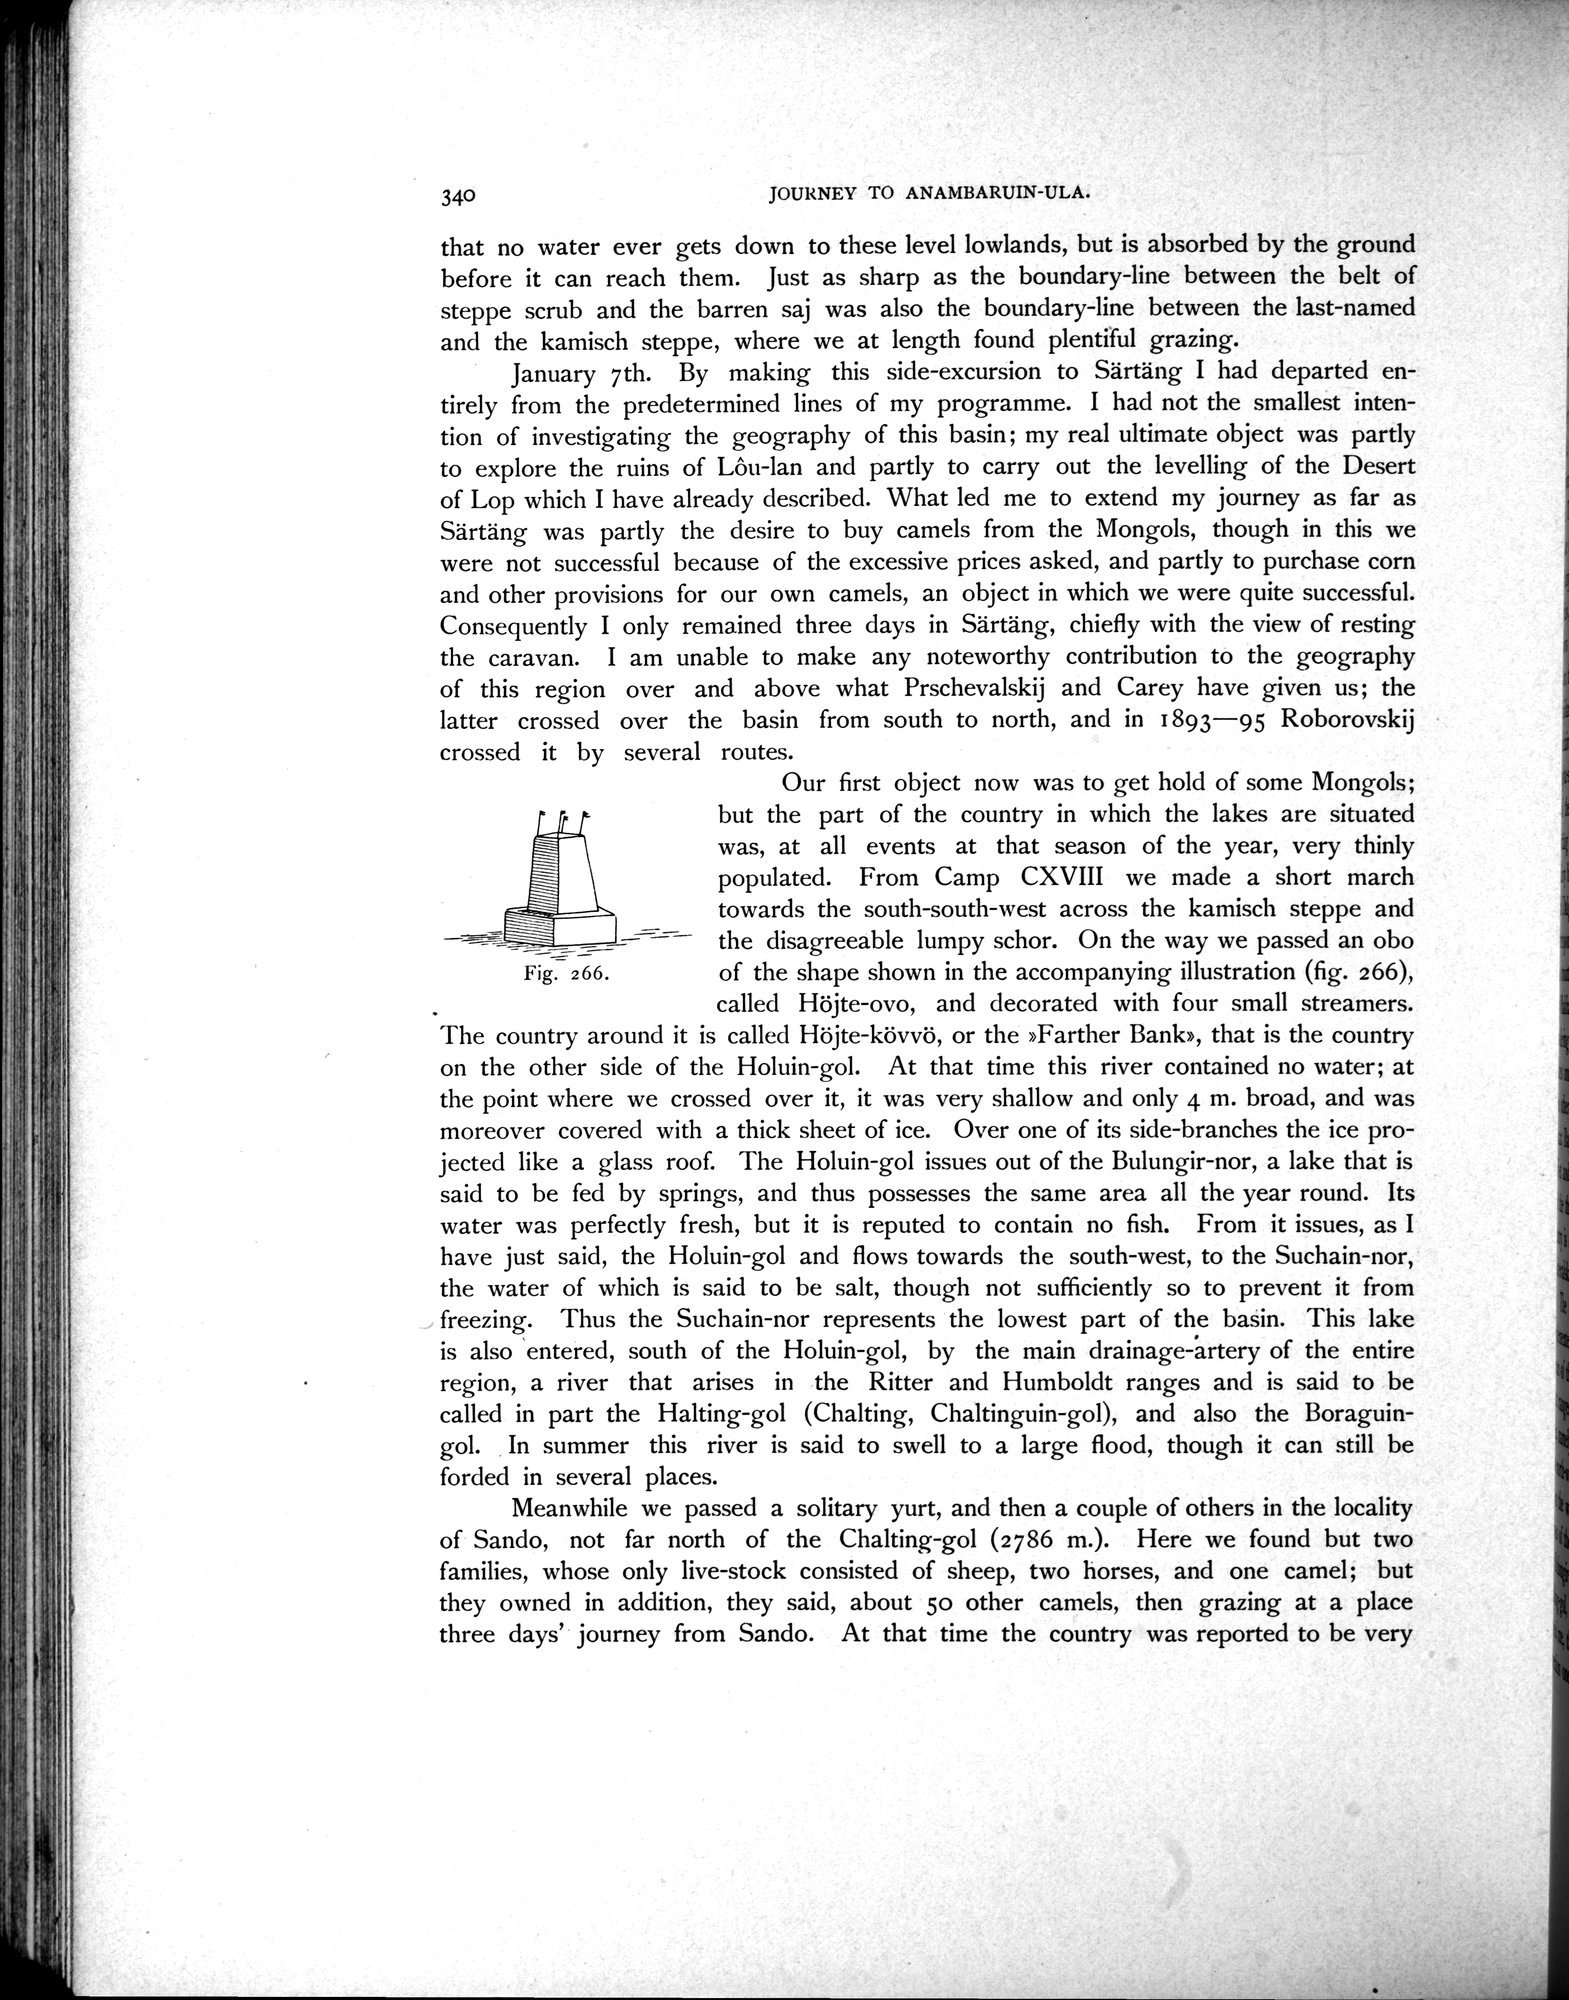 340
JOURNEY TO ANAMBARUIN-ULA.
that no water ever gets down to these level lowlands, but is absorbed by the ground
before it can reach them. Just as sharp as the boundary-line between the belt of
steppe scrub and the barren saj was also the boundary-line between the last-named
and the kamisch steppe, where we at length found plentiful grazing.
January 7th. By making this side-excursion to Särtäng I had departed en-
tirely from the predetermined lines of my programme. I had not the smallest inten-
tion of investigating the geography of this basin; my real ultimate object was partly
to explore the ruins of Lôu-lan and partly to carry out the levelling of the Desert
of Lop which I have already described. What led me to extend my journey as far as
Särtäng was partly the desire to buy camels from the Mongols, though in this we
were not successful because of the excessive prices asked, and partly to purchase corn
and other provisions for our own camels, an object in which we were quite successful.
Consequently I only remained three days in Särtäng, chiefly with the view of resting
the caravan. I am unable to make any noteworthy contribution to the geography
of this region over and above what Prschevalskij and Carey have given us; the
latter crossed over the basin from south to north, and in 1893—95 Roborovskij
crossed it by several routes.
Our first object now was to get hold of some Mongols;
but the part of the country in which the lakes are situated
was, at all events at that season of the year, very thinly
populated. From Camp CXVIII we made a short march
towards the south-south-west across the kamisch steppe and
the disagreeable lumpy schor. On the way we passed an obo
of the shape shown in the accompanying illustration (fig. 266),
called Höjte-ovo, and decorated with four small streamers.
Fig. 266.
The country around it is called Höjte-kövvö, or the »Farther Bank», that is the country
on the other side of the Holuin-gol. At that time this river contained no water; at
the point where we crossed over it, it was very shallow and only 4 m. broad, and was
moreover covered with a thick sheet of ice. Over one of its side-branches the ice pro-
jected like a glass roof. The Holuin-gol issues out of the Bulungir-nor, a lake that is
said to be fed by springs, and thus possesses the same area all the year round. Its
water was perfectly fresh, but it is reputed to contain no fish. From it issues, as I
have just said, the Holuin-gol and flows towards the south-west, to the Suchain-nor,
the water of which is said to be salt, though not sufficiently so to prevent it from
freezing. Thus the Suchain-nor represents the lowest part of the basin. This lake
is also entered, south of the Holuin-gol, by the main drainage-artery of the entire
region, a river that arises in the Ritter and Humboldt ranges and is said to be
called in part the Halting-gol (Chalting, Chaltinguin-gol), and also the Boraguin-
gol. In summer this river is said to swell to a large flood, though it can still be
forded in several places.
Meanwhile we passed a solitary yurt, and then a couple of others in the locality
of Sando, not far north of the Chalting-gol (2786 m.). Here we found but two
families, whose only live-stock consisted of sheep, two horses, and one camel; but
they owned in addition, they said, about 50 other camels, then grazing at a place
three days' journey from Sando. At that time the country was reported to be very